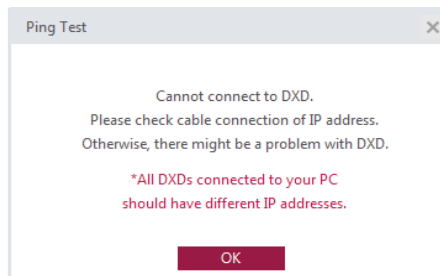 Ping Test
Cannot connect to DXD.
Please check cable connection of IP address.
Otherwise, there might be a problem with DXD.
*All DXDs connected to your PC
should have different IP addresses.
OK